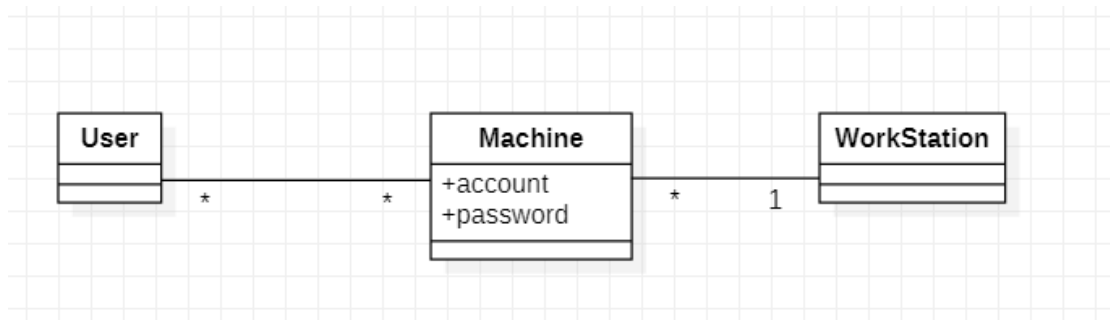 User
Machine
WorkStation
+account
+password
*
*
*
1